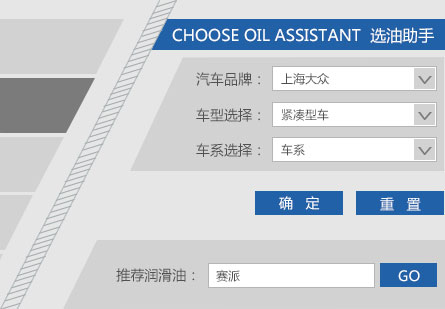 CHOOSE OIL ASSISTANT 选油助手
汽车品牌： 上海大众
车型选择： 紧凑型车
车系选择： 车系
确 定 重 置
推荐润滑油： 赛派 GO